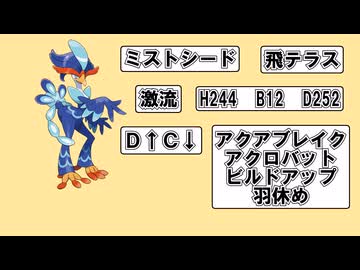 ミストシード 飛テラス
激流 H244 B12 D252
D↑C↓
アクアブレイク
アクロバット
ビルドアップ
羽休め